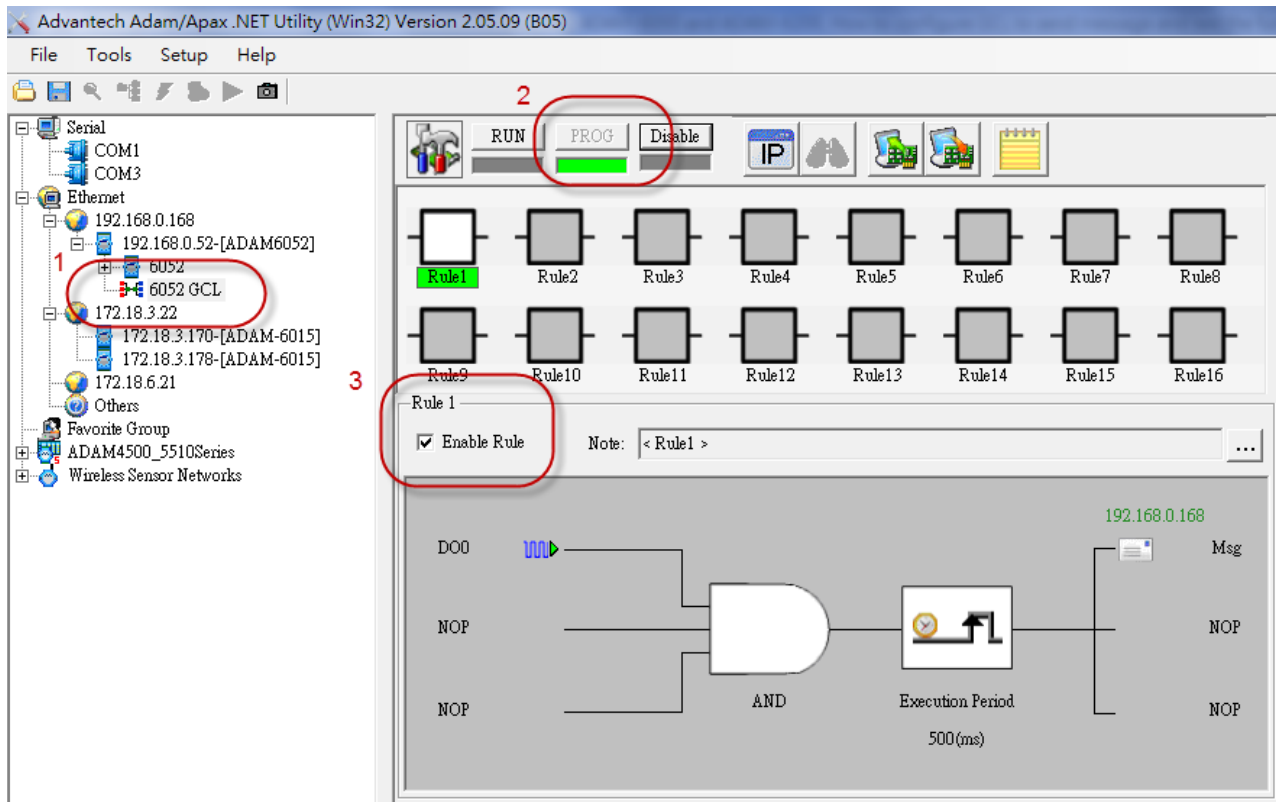 Advantech Adam/Apax .NET Utility (Win32) Version 2.05.09 (B05)
File Tools Setup Help
Serial
COM1
COM3
Ethernet
192.168.0.168
192.168.0.52-[ADAM6052]
1
6052
6052 GCL
172.18.3.22
172.18.3.170-[ADAM-6015]
172.18.3.178-[ADAM-6015]
172.18.6.21
Others
Favorite Group
ADAM4500_5510Series
Wireless Sensor Networks
2
RUN PROG Disable IP
Rule1 Rule2 Rule3 Rule4 Rule5 Rule6 Rule7 Rule8
Rule9 Rule10 Rule11 Rule12 Rule13 Rule14 Rule15 Rule16
3
Rule 1
Enable Rule Note: < Rule1 > ...
192.168.0.168
DO0 Msg
NOP NOP
NOP AND Execution Period NOP
500(ms)